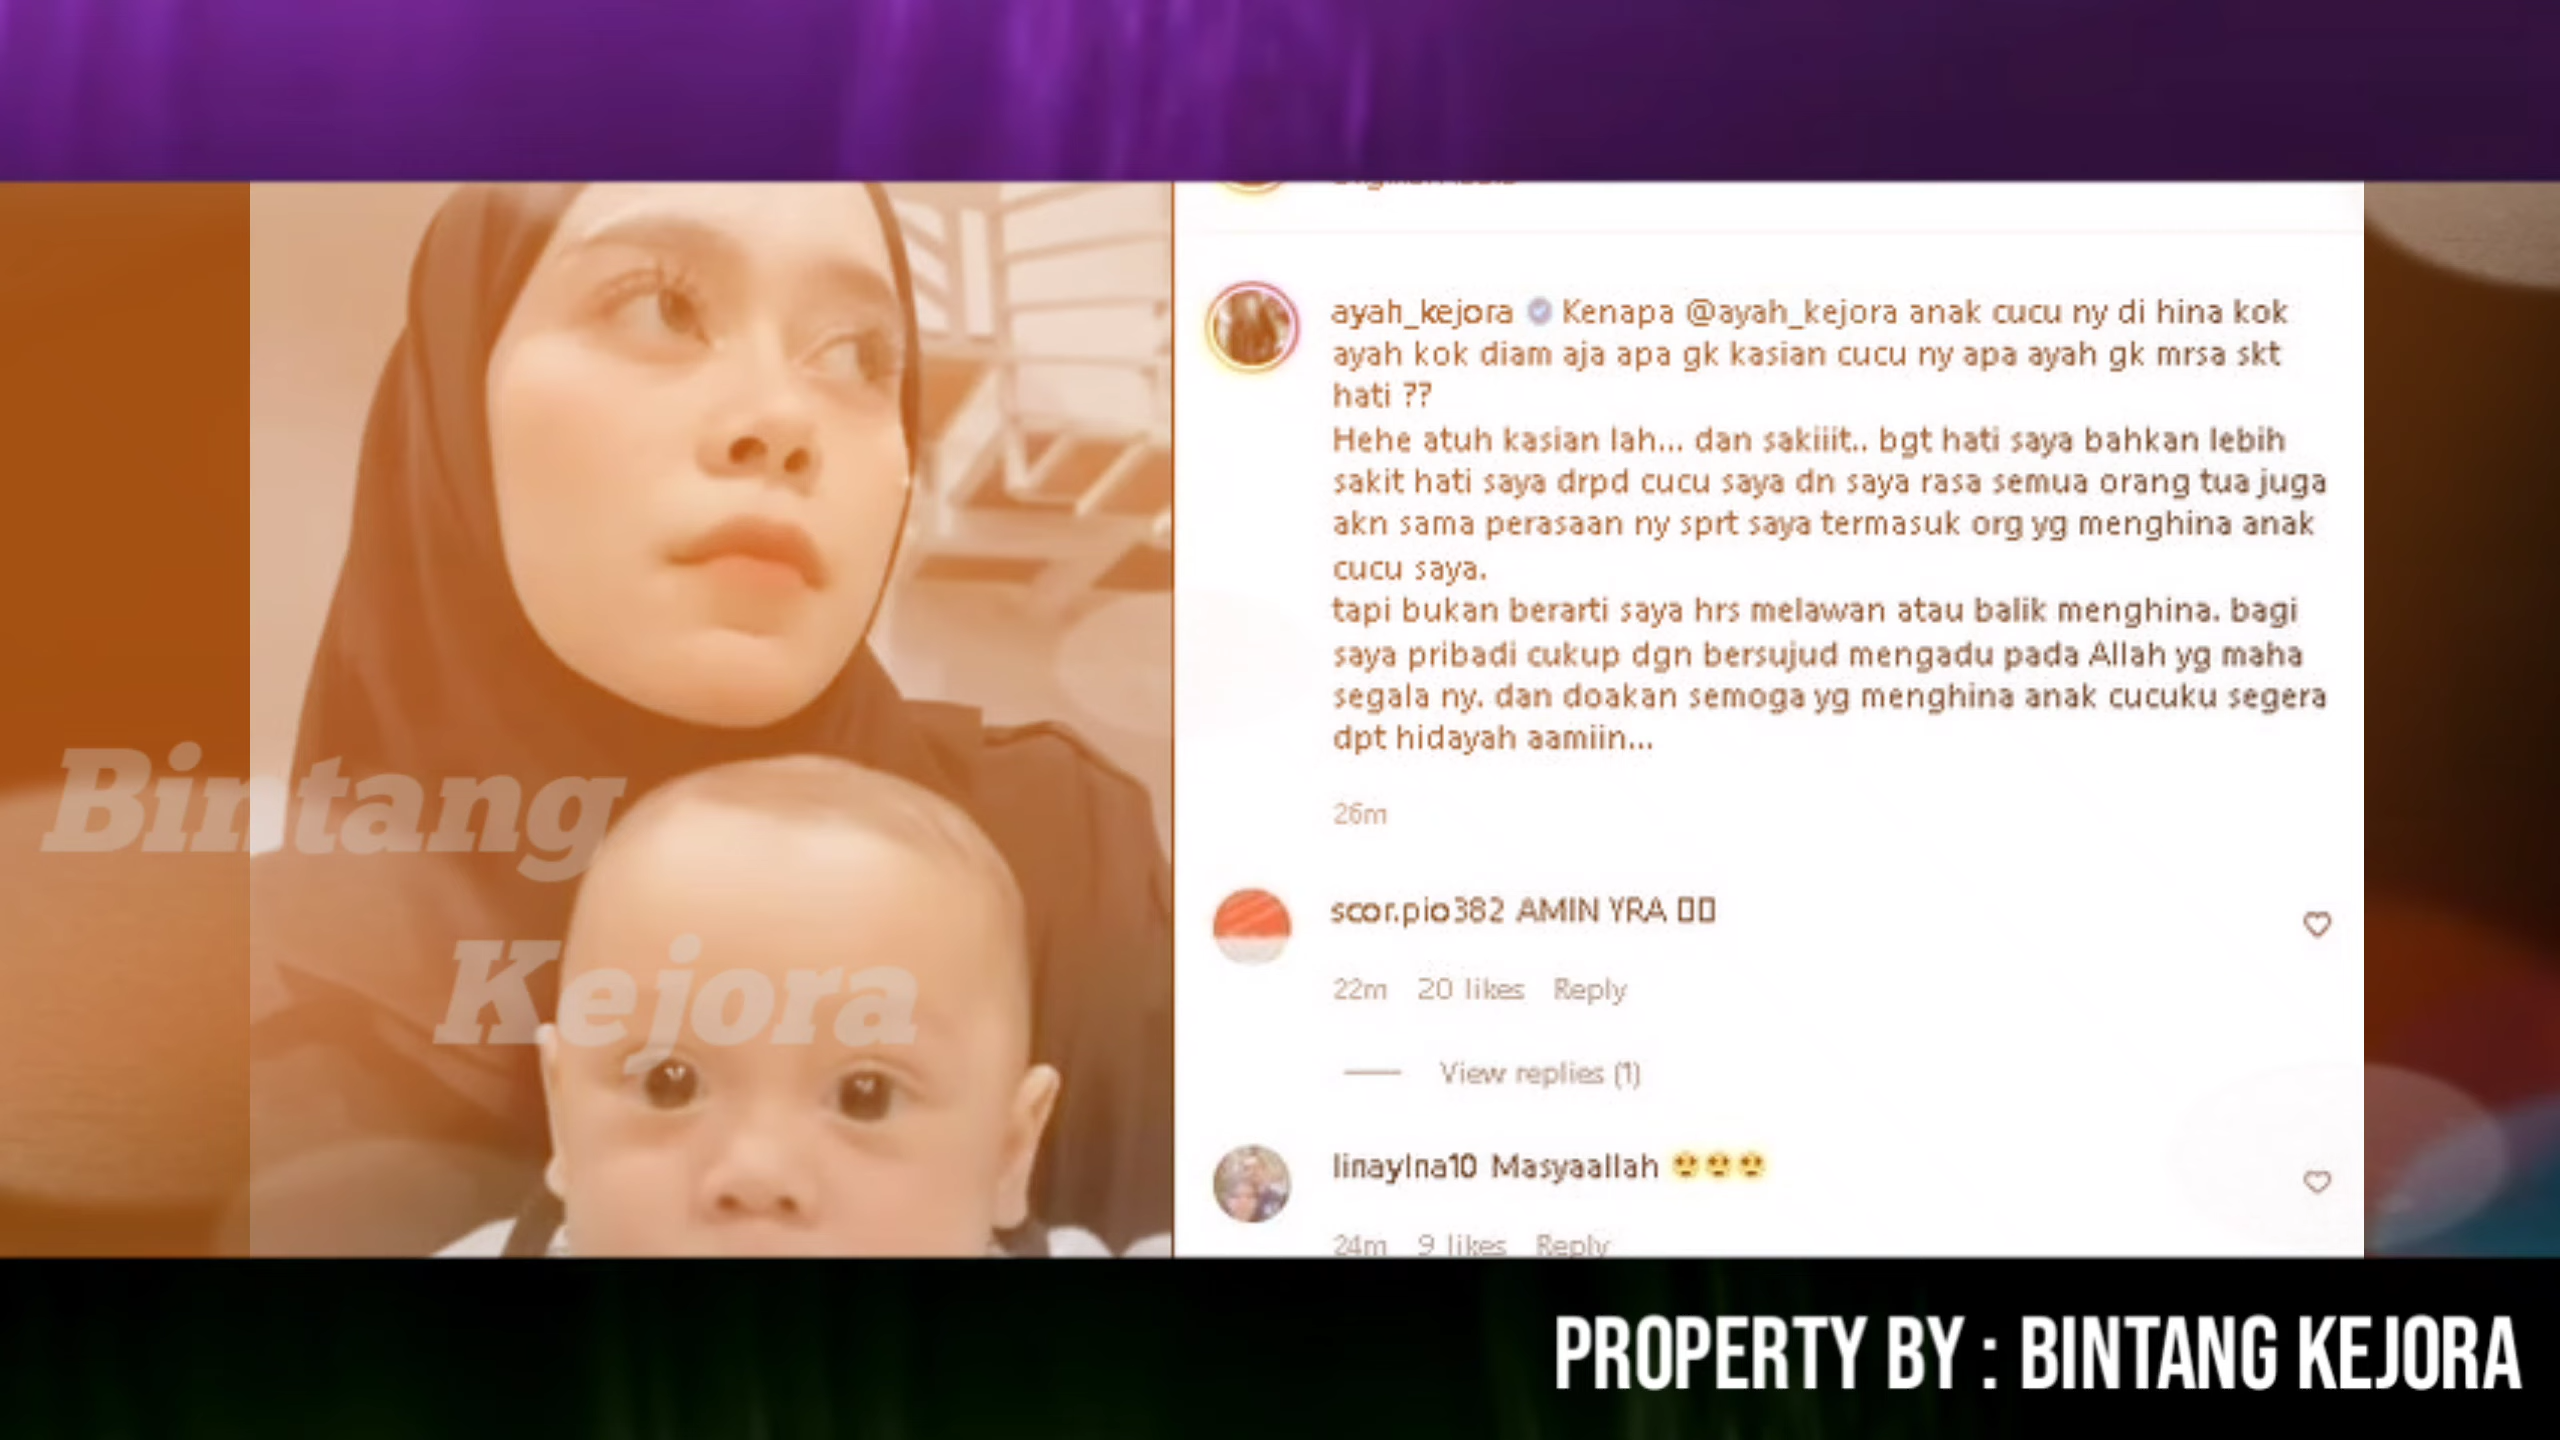 ayah_kejora Kenapa @ayah_kejora anak cucu ny di hina kok
ayah kok diam aja apa gk kasian cucu ny apa ayah gk mrsa skt
hati ??
Hehe atuh kasian lah... dan sakiiit.. bgt hati saya bahkan lebih
sakit hati saya drpd cucu saya dn saya rasa semua orang tua juga
akn sama perasaan ny sprt saya termasuk org yg menghina anak
cucu saya.
tapi bukan berarti saya hrs melawan atau balik menghina. bagi
saya pribadi cukup dgn bersujud mengadu pada Allah yg maha
segala ny. dan doakan semoga yg menghina anak cucuku segera
dpt hidayah aamiin...
26m
scor.pio382 AMIN YRA
22m 20 likes Reply
View replies (1)
linaylna10 Masyaallah
24m 9 likes Reply
Bintang
Kejora
PROPERTY BY : BINTANG KEJORA